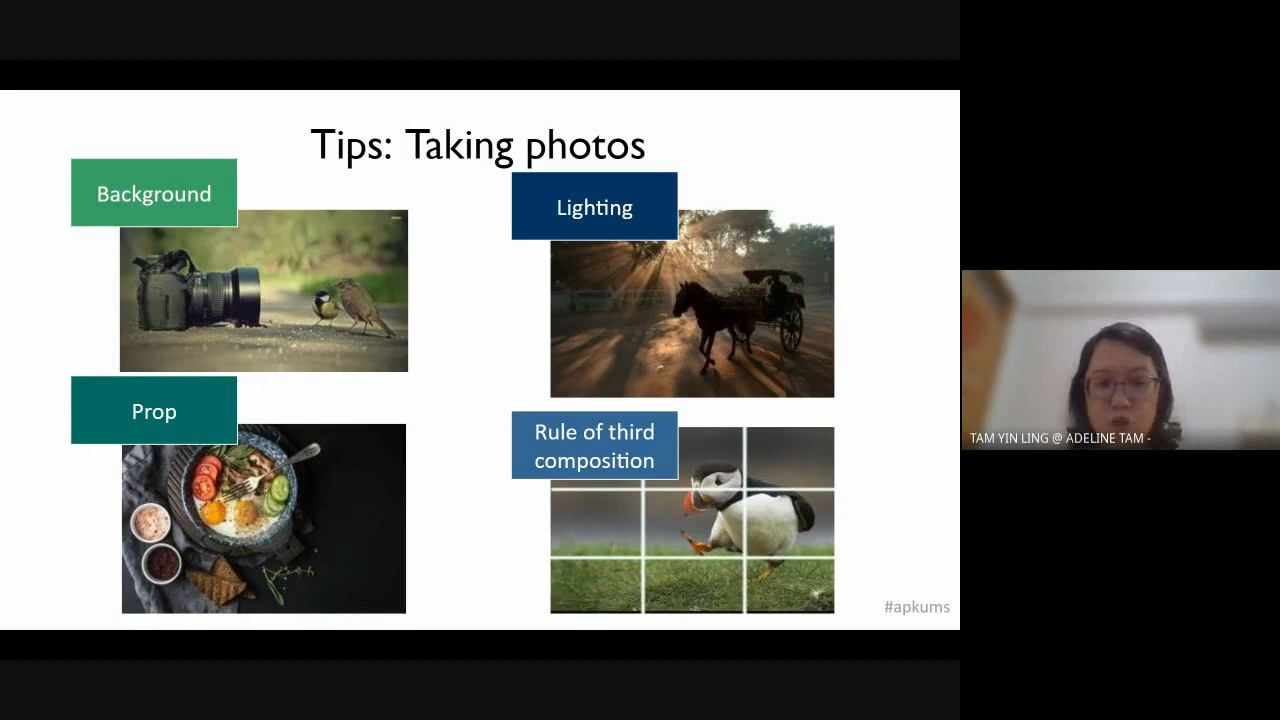 Tips: Taking photos
Background
Lighting
Prop
Rule of third
composition
#apkums
TAM YIN LING @ ADELINE TAM -